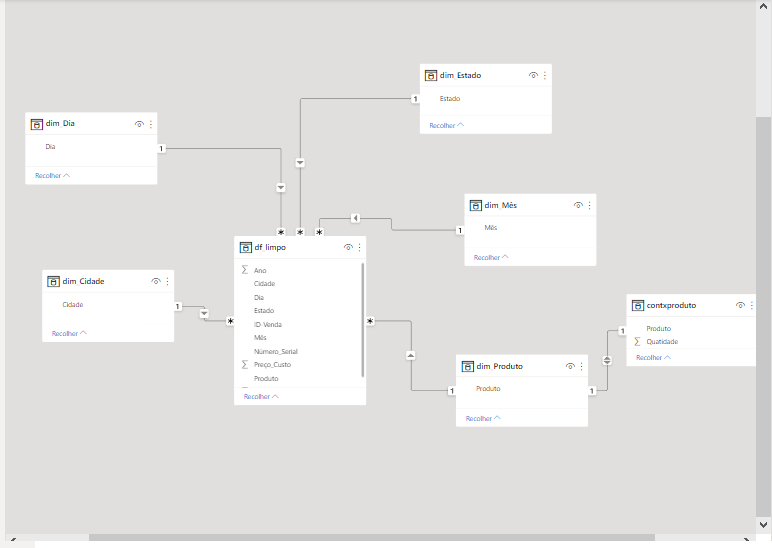 dim_Estado
Estado
Recolher
dim_Dia
Dia
1
Recolher
1
dim_Mês
Mês
1
Recolher
df_limpo
* * *
Ano
Cidade
Dia
Estado
ID Venda
Mês
Número_Serial
Preço_Custo
Produto
Recolher
dim_Cidade
Cidade
1
*
Recolher
*
dim_Produto
Produto
1
1
Recolher
contxproduto
Produto
1
Quatidade
Recolher